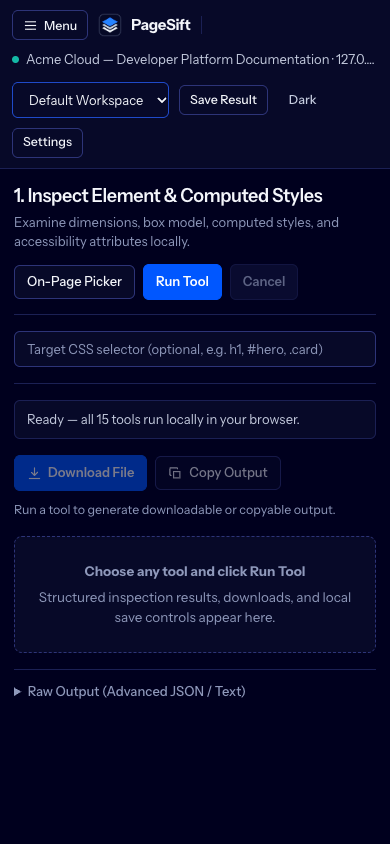 Menu
PageSift
Acme Cloud — Developer Platform Documentation · 127.0....
Default Workspace
Save Result
Dark
Settings
1. Inspect Element & Computed Styles
Examine dimensions, box model, computed styles, and
accessibility attributes locally.
On-Page Picker
Run Tool
Cancel
Target CSS selector (optional, e.g. h1, #hero, .card)
Ready — all 15 tools run locally in your browser.
Download File
Copy Output
Run a tool to generate downloadable or copyable output.
Choose any tool and click Run Tool
Structured inspection results, downloads, and local
save controls appear here.
Raw Output (Advanced JSON / Text)